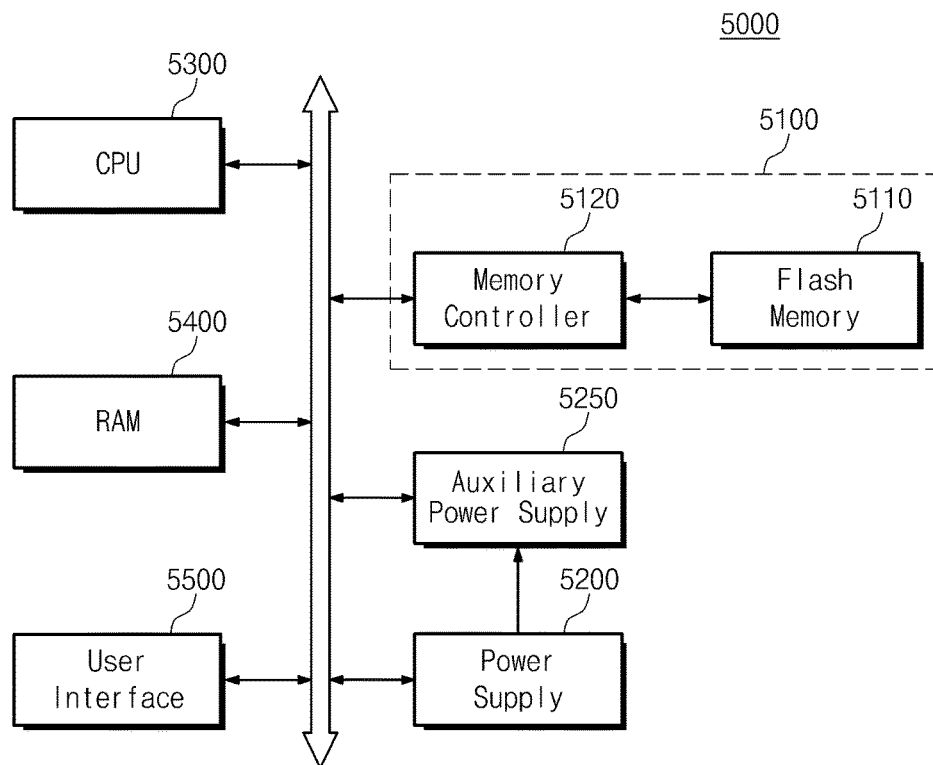 5000
5300
CPU
5100
5120
Memory
Controller
5110
Flash
Memory
5400
RAM
5250
Auxiliary
Power Supply
5500
User
Interface
5200
Power
Supply